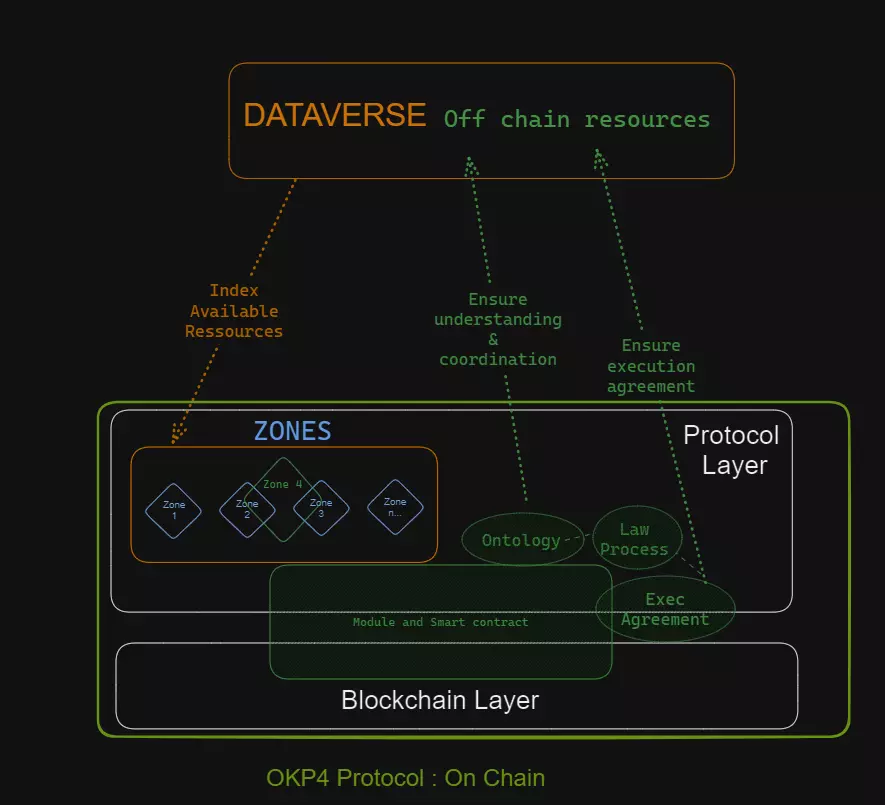 DATAVERSE Off chain resources
Index
Available
Ressources
Ensure
understanding
&
coordination
Ensure
execution
agreement
ZONES
Protocol
Layer
Zone
1
Zone
2
Zone 4
Zone
3
Zone
n...
Ontology
Law
Process
Exec
Agreement
Module and Smart contract
Blockchain Layer
OKP4 Protocol : On Chain